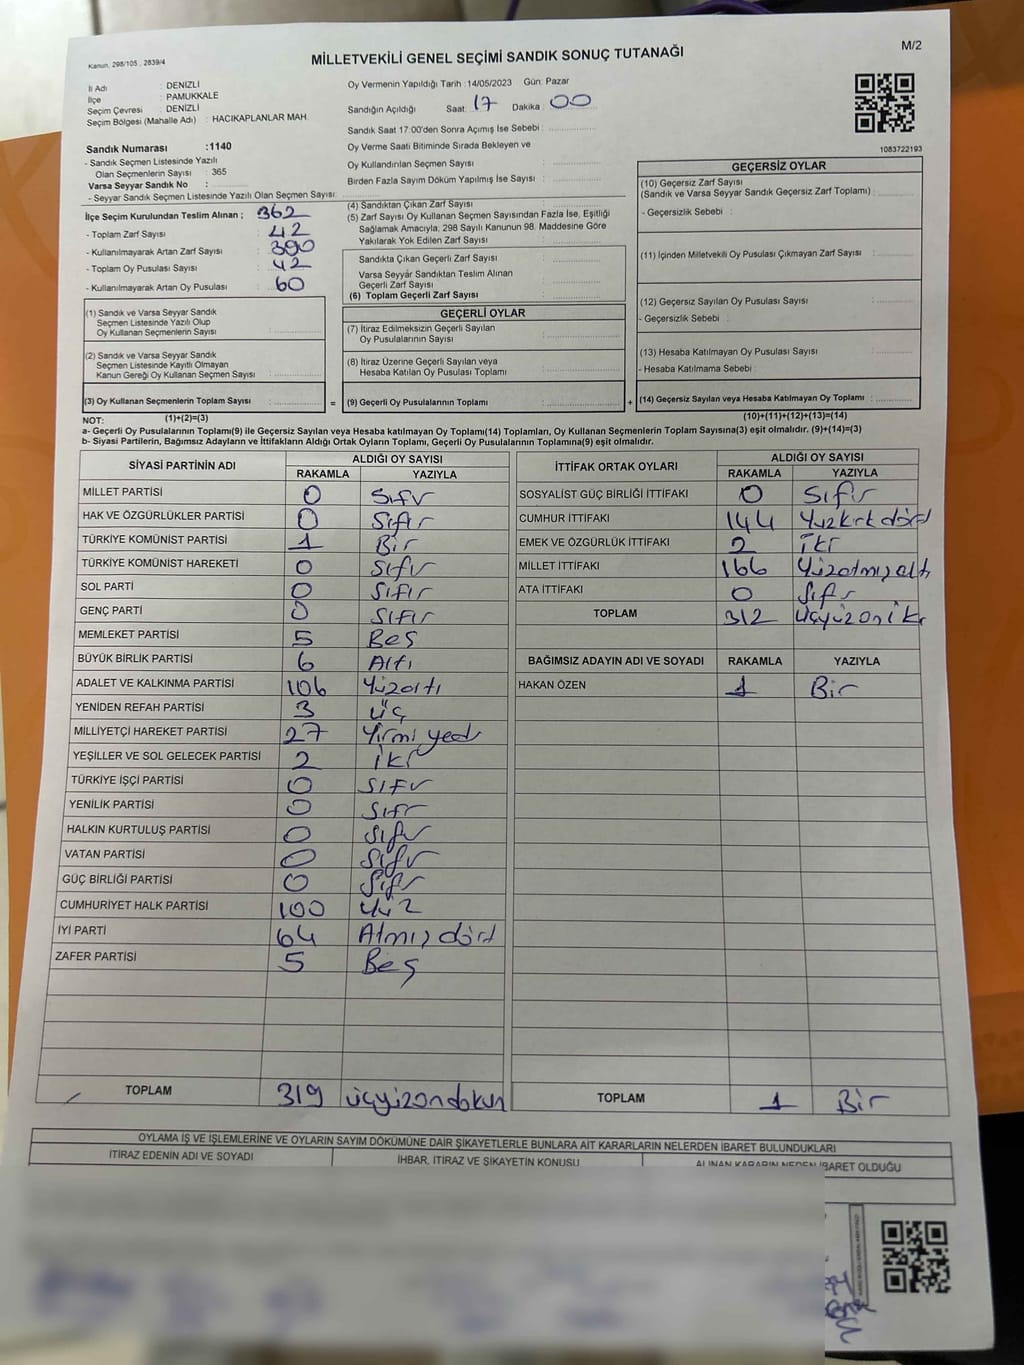 Kanun, 298/105 , 2839/4
MİLLETVEKİLİ GENEL SEÇİMİ SANDIK SONUÇ TUTANAĞI
M/2
İl Adı : DENİZLİ
İlçe : PAMUKKALE
Seçim Çevresi : DENİZLİ
Seçim Bölgesi (Mahalle Adı) : HACIKAPLANLAR MAH.
Oy Vermenin Yapıldığı Tarih :14/05/2023 Gün: Pazar
Sandığın Açıldığı Saat: 17 Dakika : 00
Sandık Saat 17.00'den Sonra Açımış İse Sebebi :
Oy Verme Saati Bitiminde Sırada Bekleyen ve
Oy Kullandırılan Seçmen Sayısı :
Birden Fazla Sayım Döküm Yapılmış İse Sayısı :
1083722193
Sandık Numarası :1140
- Sandık Seçmen Listesinde Yazılı
Olan Seçmenlerin Sayısı : 365
Varsa Seyyar Sandık No :
- Seyyar Sandık Seçmen Listesinde Yazılı Olan Seçmen Sayısı:
İlçe Seçim Kurulundan Teslim Alınan ; 362
- Toplam Zarf Sayısı : 42
- Kullanılmayarak Artan Zarf Sayısı : 390
- Toplam Oy Pusulası Sayısı : 42
- Kullanılmayarak Artan Oy Pusulası : 60
(1) Sandık ve Varsa Seyyar Sandık
Seçmen Listesinde Yazılı Olup
Oy Kullanan Seçmenlerin Sayısı :
(2) Sandık ve Varsa Seyyar Sandık
Seçmen Listesinde Kayıtlı Olmayan
Kanun Gereği Oy Kullanan Seçmen Sayısı :
(3) Oy Kullanan Seçmenlerin Toplam Sayısı :
(1)+(2)=(3)
(4) Sandıktan Çıkan Zarf Sayısı :
(5) Zarf Sayısı Oy Kullanan Seçmen Sayısından Fazla İse, Eşitliği
Sağlamak Amacıyla, 298 Sayılı Kanunun 98. Maddesine Göre
Yakılarak Yok Edilen Zarf Sayısı :
Sandıkta Çıkan Geçerli Zarf Sayısı :
Varsa Seyyar Sandıktan Teslim Alınan
Geçerli Zarf Sayısı :
(6) Toplam Geçerli Zarf Sayısı :
GEÇERLİ OYLAR
(7) İtiraz Edilmeksizin Geçerli Sayılan
Oy Pusulalarının Sayısı :
(8) İtiraz Üzerine Geçerli Sayılan veya
Hesaba Katılan Oy Pusulası Toplamı :
= (9) Geçerli Oy Pusulalarının Toplamı :
GEÇERSİZ OYLAR
(10) Geçersiz Zarf Sayısı
(Sandık ve Varsa Seyyar Sandık Geçersiz Zarf Toplamı) :
- Geçersizlik Sebebi :
(11) İçinden Milletvekili Oy Pusulası Çıkmayan Zarf Sayısı :
(12) Geçersiz Sayılan Oy Pusulası Sayısı :
- Geçersizlik Sebebi :
(13) Hesaba Katılmayan Oy Pusulası Sayısı :
- Hesaba Katılmama Sebebi :
+ (14) Geçersiz Sayılan veya Hesaba Katılmayan Oy Toplamı :
(10)+(11)+(12)+(13)=(14)
NOT:
a- Geçerli Oy Pusulalarının Toplam(9) ile Geçersiz Sayılan veya Hesaba katılmayan Oy Toplamı(14) Toplamları, Oy Kullanan Seçmenlerin Toplam Sayısına(3) eşit olmalıdır. (9)+(14)=(3)
b- Siyasi Partilerin, Bağımsız Adayların ve İttifakların Aldığı Ortak Oyların Toplamı, Geçerli Oy Pusulalarının Toplamına(9) eşit olmalıdır.
SİYASİ PARTİNİN ADI
ALDIĞI OY SAYISI
RAKAMLA YAZIYLA
MİLLET PARTİSİ 0 Sıfır
HAK VE ÖZGÜRLÜKLER PARTİSİ 0 Sıfır
TÜRKİYE KOMÜNİST PARTİSİ 1 Bir
TÜRKİYE KOMÜNİST HAREKETİ 0 Sıfır
SOL PARTİ 0 Sıfır
GENÇ PARTİ 0 Sıfır
MEMLEKET PARTİSİ 5 Beş
BÜYÜK BİRLİK PARTİSİ 6 Altı
ADALET VE KALKINMA PARTİSİ 106 Yüzaltı
YENİDEN REFAH PARTİSİ 3 üç
MİLLİYETÇİ HAREKET PARTİSİ 27 Yirmi yedi
YEŞİLLER VE SOL GELECEK PARTİSİ 2 iki
TÜRKİYE İŞÇİ PARTİSİ 0 Sıfır
YENİLİK PARTİSİ 0 Sıfır
HALKIN KURTULUŞ PARTİSİ 0 Sıfır
VATAN PARTİSİ 0 Sıfır
GÜÇ BİRLİĞİ PARTİSİ 0 Sıfır
CUMHURİYET HALK PARTİSİ 100 Yüz
İYİ PARTİ 64 Atmış dört
ZAFER PARTİSİ 5 Beş
TOPLAM 319 üçyüzondokuz
İTTİFAK ORTAK OYLARI
ALDIĞI OY SAYISI
RAKAMLA YAZIYLA
SOSYALİST GÜÇ BİRLİĞİ İTTİFAKI 0 Sıfır
CUMHUR İTTİFAKI 144 Yüzkırkdört
EMEK VE ÖZGÜRLÜK İTTİFAKI 2 iki
MİLLET İTTİFAKI 166 Yüzatmışaltı
ATA İTTİFAKI 0 Sıfır
TOPLAM 312 üçyüzoniki
BAĞIMSIZ ADAYIN ADI VE SOYADI RAKAMLA YAZIYLA
HAKAN ÖZEN 1 Bir
TOPLAM 1 Bir
OYLAMA İŞ VE İŞLEMLERİNE VE OYLARIN SAYIM DÖKÜMÜNE DAİR ŞİKAYETLERLE BUNLARA AİT KARARLARIN NELERDEN İBARET BULUNDUKLARI
İTİRAZ EDENİN ADI VE SOYADI İHBAR, İTİRAZ VE ŞİKAYETİN KONUSU ALINAN KARARIN NEDEN İBARET OLDUĞU